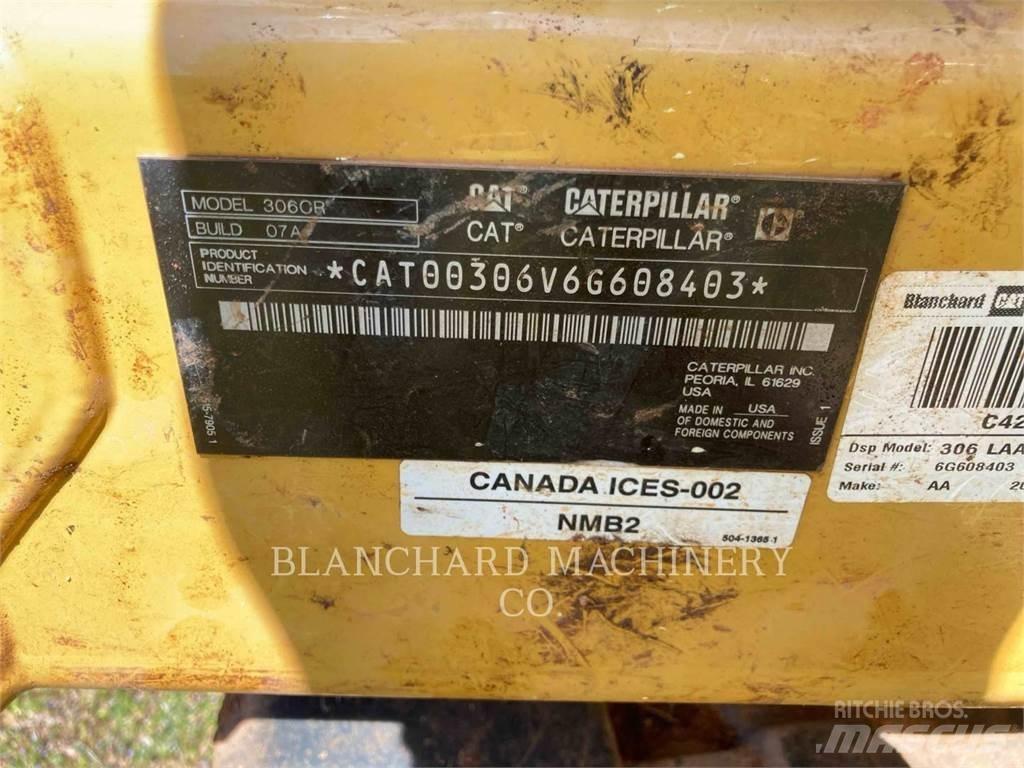 MODEL 306CR
BUILD 07A
CAT® CATERPILLAR®
CAT® CATERPILLAR®
PRODUCT
IDENTIFICATION
NUMBER
*CAT00306V6G608403*
CATERPILLAR INC.
PEORIA, IL 61629
USA
MADE IN USA
OF DOMESTIC AND
FOREIGN COMPONENTS
ISSUE 1
CANADA ICES-002
NMB2
504-1365 1
Blanchard CAT
C42
Dsp Model: 306 LAA
Serial #: 6G608403
Make: AA 20
BLANCHARD MACHINERY
CO.
RITCHIE BROS.
MASCUS